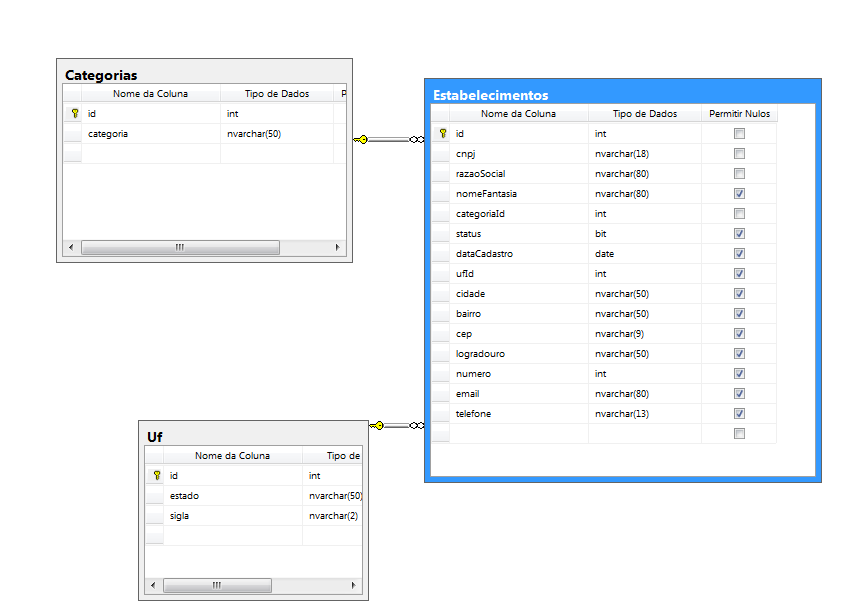 Categorias
Nome da Coluna Tipo de Dados P
id int
categoria nvarchar(50)
Estabelecimentos
Nome da Coluna Tipo de Dados Permitir Nulos
id int
cnpj nvarchar(18)
razaoSocial nvarchar(80)
nomeFantasia nvarchar(80)
categoriaId int
status bit
dataCadastro date
ufId int
cidade nvarchar(50)
bairro nvarchar(50)
cep nvarchar(9)
logradouro nvarchar(50)
numero int
email nvarchar(80)
telefone nvarchar(13)
Uf
Nome da Coluna Tipo de
id int
estado nvarchar(50)
sigla nvarchar(2)